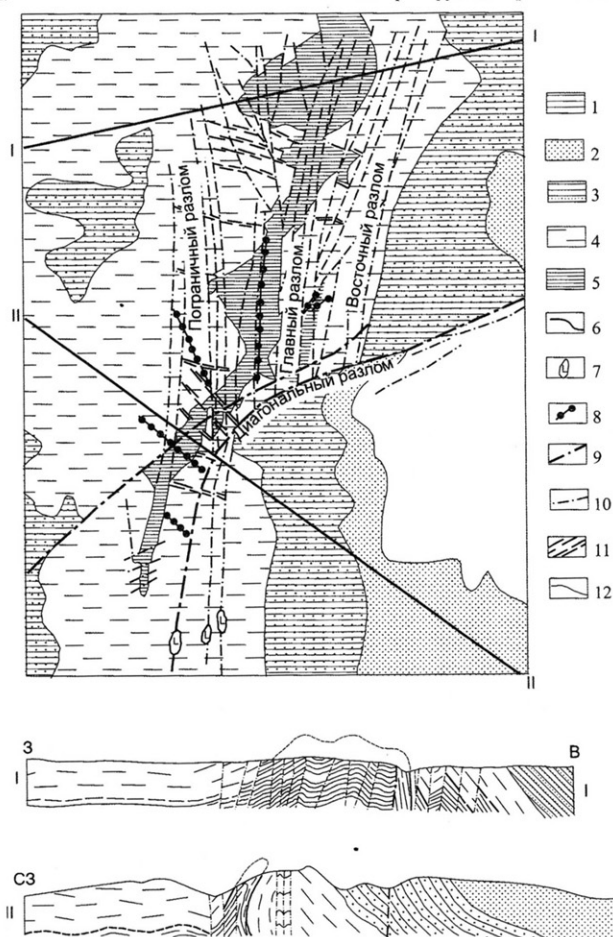 I
I
Пограничный разлом
Главный разлом
Восточный разлом
Диагональный разлом
II
II
1
2
3
4
5
6
7
8
9
10
11
12
З
В
I
I
СЗ
II